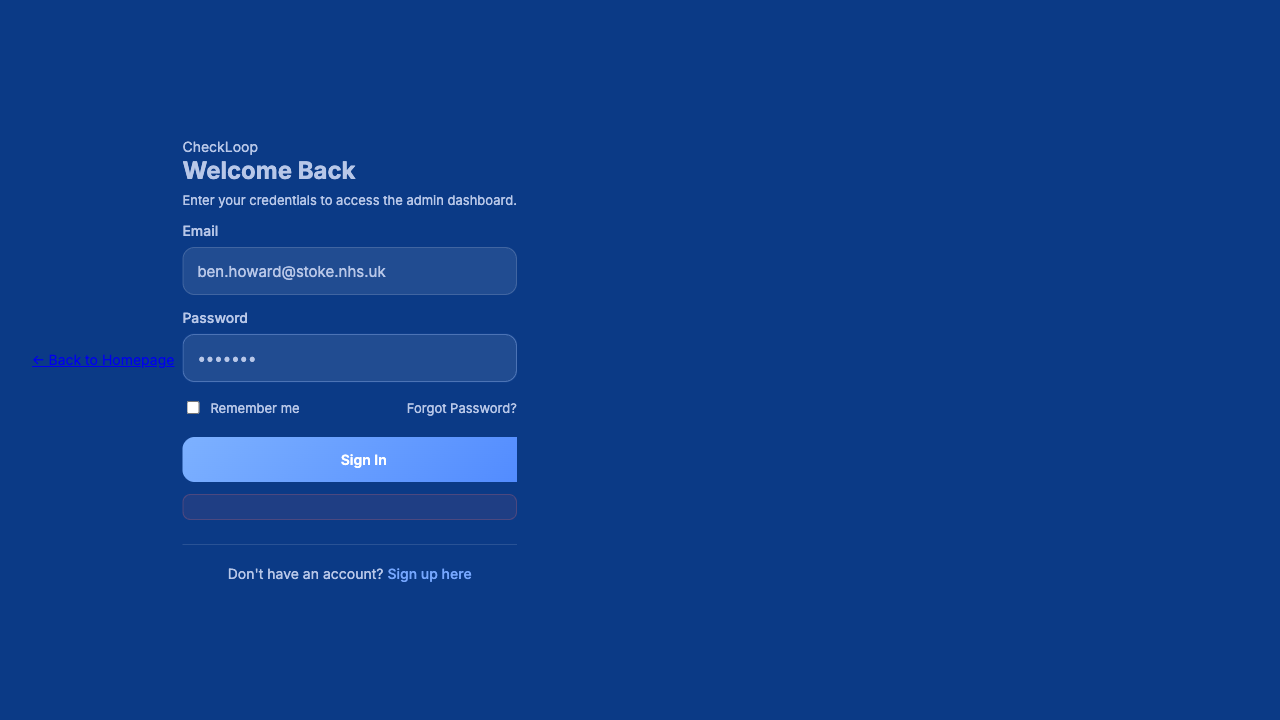 CheckLoop
Welcome Back
Enter your credentials to access the admin dashboard.
Email
ben.howard@stoke.nhs.uk
Password
•••••••
← Back to Homepage
Remember me
Forgot Password?
Sign In
Don't have an account? Sign up here